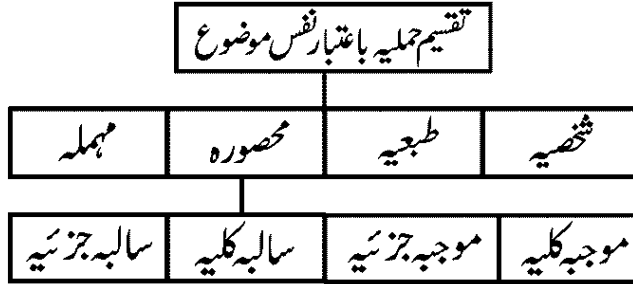 تقسیم حملیہ باعتبار نفس موضوع
شخصیہ طبعیہ محصورہ مہملہ
موجبہ کلیہ موجبہ جزئیہ سالبہ کلیہ سالبہ جزئیہ